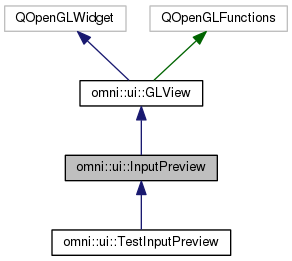 QOpenGLWidget
QOpenGLFunctions
omni::ui::GLView
omni::ui::InputPreview
omni::ui::TestInputPreview